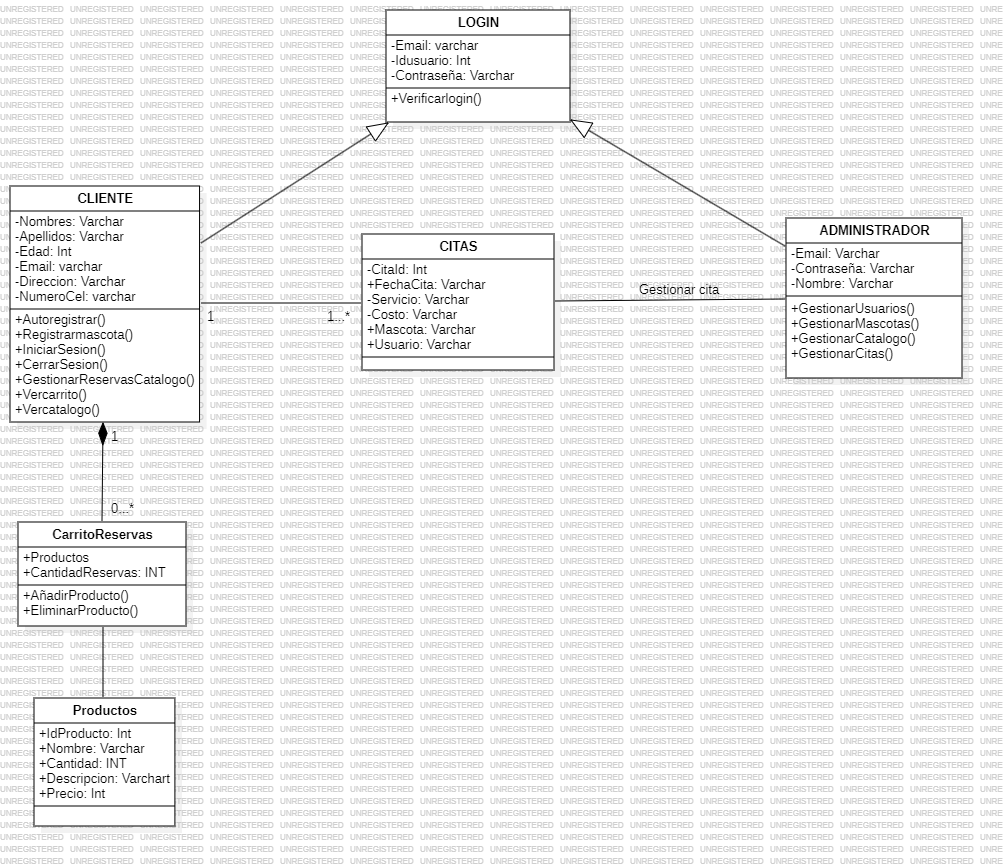 LOGIN
-Email: varchar
-Idusuario: Int
-Contraseña: Varchar
+Verificarlogin()
CLIENTE
-Nombres: Varchar
-Apellidos: Varchar
-Edad: Int
-Email: varchar
-Direccion: Varchar
-NumeroCel: varchar
+Autoregistrar()
+Registrarmascota()
+IniciarSesion()
+CerrarSesion()
+GestionarReservasCatalogo()
+Vercarrito()
+Vercatalogo()
1
1...*
CITAS
-CitaId: Int
+FechaCita: Varchar
-Servicio: Varchar
-Costo: Varchar
+Mascota: Varchar
+Usuario: Varchar
Gestionar cita
ADMINISTRADOR
-Email: Varchar
-Contraseña: Varchar
-Nombre: Varchar
+GestionarUsuarios()
+GestionarMascotas()
+GestionarCatalogo()
+GestionarCitas()
1
0...*
CarritoReservas
+Productos
+CantidadReservas: INT
+AñadirProducto()
+EliminarProducto()
Productos
+IdProducto: Int
+Nombre: Varchar
+Cantidad: INT
+Descripcion: Varchart
+Precio: Int
UNREGISTERED